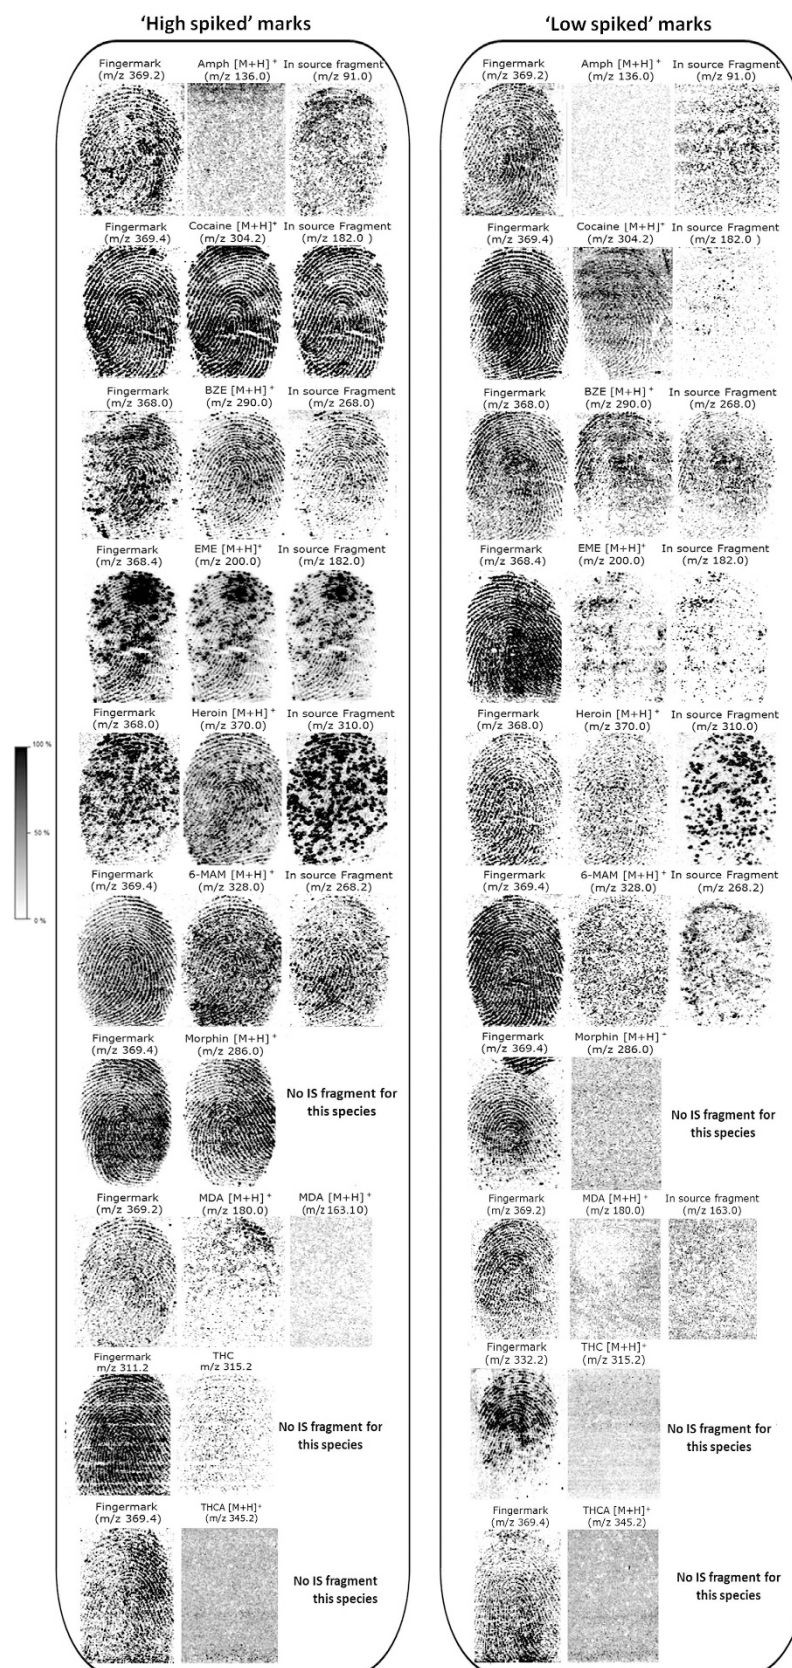 'High spiked' marks
Fingermark Amph [M+H]⁺ In source fragment
(m/z 369.2) (m/z 136.0) (m/z 91.0)
Fingermark Cocaine [M+H]⁺ In source Fragment
(m/z 369.4) (m/z 304.2) (m/z 182.0 )
Fingermark BZE [M+H]⁺ In source Fragment
(m/z 368.0) (m/z 290.0) (m/z 268.0)
Fingermark EME [M+H]⁺ In source Fragment
(m/z 368.4) (m/z 200.0) (m/z 182.0)
Fingermark Heroin [M+H]⁺ In source Fragment
(m/z 368.0) (m/z 370.0) (m/z 310.0)
100 %
50 %
0 %
Fingermark 6-MAM [M+H]⁺ In source Fragment
(m/z 369.4) (m/z 328.0) (m/z 268.2)
Fingermark Morphin [M+H]⁺
(m/z 369.4) (m/z 286.0)
No IS fragment for
this species
Fingermark MDA [M+H]⁺ MDA [M+H]⁺
(m/z 369.2) (m/z 180.0) (m/z163.10)
Fingermark THC
m/z 311.2 m/z 315.2
No IS fragment for
this species
Fingermark THCA [M+H]⁺
(m/z 369.4) (m/z 345.2)
No IS fragment
this species
'Low spiked' marks
Fingermark Amph [M+H]⁺ In source fragment
(m/z 369.2) (m/z 136.0) (m/z 91.0)
Fingermark Cocaine [M+H]⁺ In source Fragment
(m/z 369.4) (m/z 304.2) (m/z 182.0 )
Fingermark BZE [M+H]⁺ In source Fragment
(m/z 368.0) (m/z 290.0) (m/z 268.0)
Fingermark EME [M+H]⁺ In source Fragment
(m/z 368.4) (m/z 200.0) (m/z 182.0)
Fingermark Heroin [M+H]⁺ In source Fragment
(m/z 368.0) (m/z 370.0) (m/z 310.0)
Fingermark 6-MAM [M+H]⁺ In source Fragment
(m/z 369.4) (m/z 328.0) (m/z 268.2)
Fingermark Morphin [M+H]⁺
(m/z 369.4) (m/z 286.0)
No IS fragment for
this species
Fingermark MDA [M+H]⁺ In source fragment
(m/z 369.2) (m/z 180.0) (m/z 163.0)
Fingermark THC [M+H]⁺
(m/z 332.2) (m/z 315.2)
No IS fragment for
this species
Fingermark THCA [M+H]⁺
(m/z 369.4) (m/z 345.2)
No IS fragment for
this species